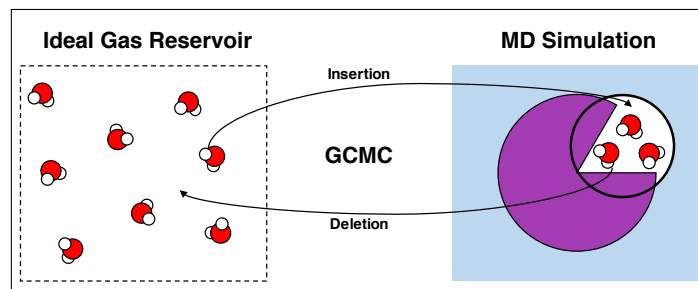 Ideal Gas Reservoir
MD Simulation
Insertion
GCMC
Deletion